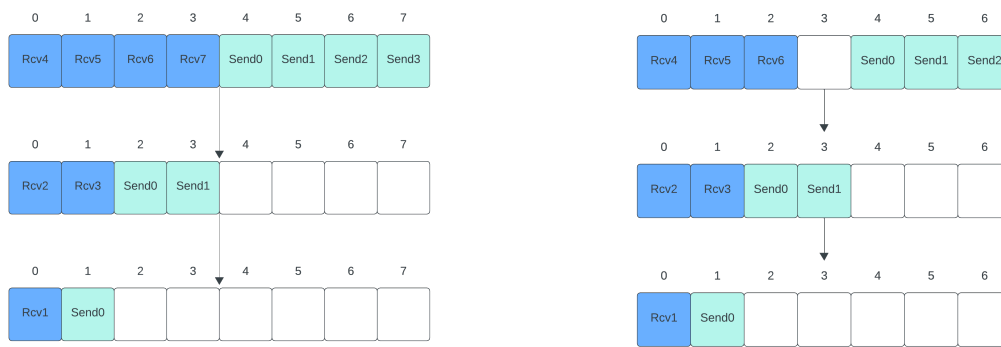 0 1 2 3 4 5 6 7
Rcv4 Rcv5 Rcv6 Rcv7 Send0 Send1 Send2 Send3
0 1 2 3 4 5 6 7
Rcv2 Rcv3 Send0 Send1
0 1 2 3 4 5 6 7
Rcv1 Send0
0 1 2 3 4 5 6
Rcv4 Rcv5 Rcv6 Send0 Send1 Send2
0 1 2 3 4 5 6
Rcv2 Rcv3 Send0 Send1
0 1 2 3 4 5 6
Rcv1 Send0